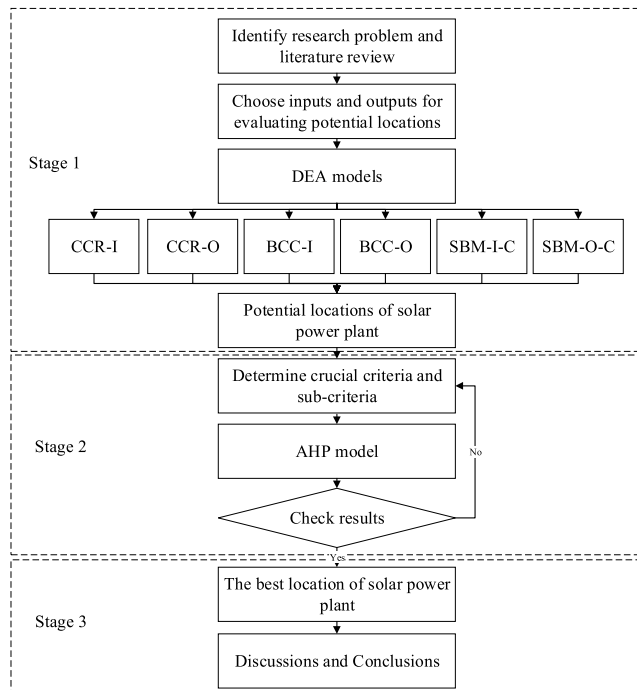 Identify research problem and
literature review
Choose inputs and outputs for
evaluating potential locations
Stage 1
DEA models
CCR-I
CCR-O
BCC-I
BCC-O
SBM-I-C
SBM-O-C
Potential locations of solar
power plant
Determine crucial criteria and
sub-criteria
Stage 2
AHP model
No
Check results
Yes
The best location of solar power
plant
Stage 3
Discussions and Conclusions